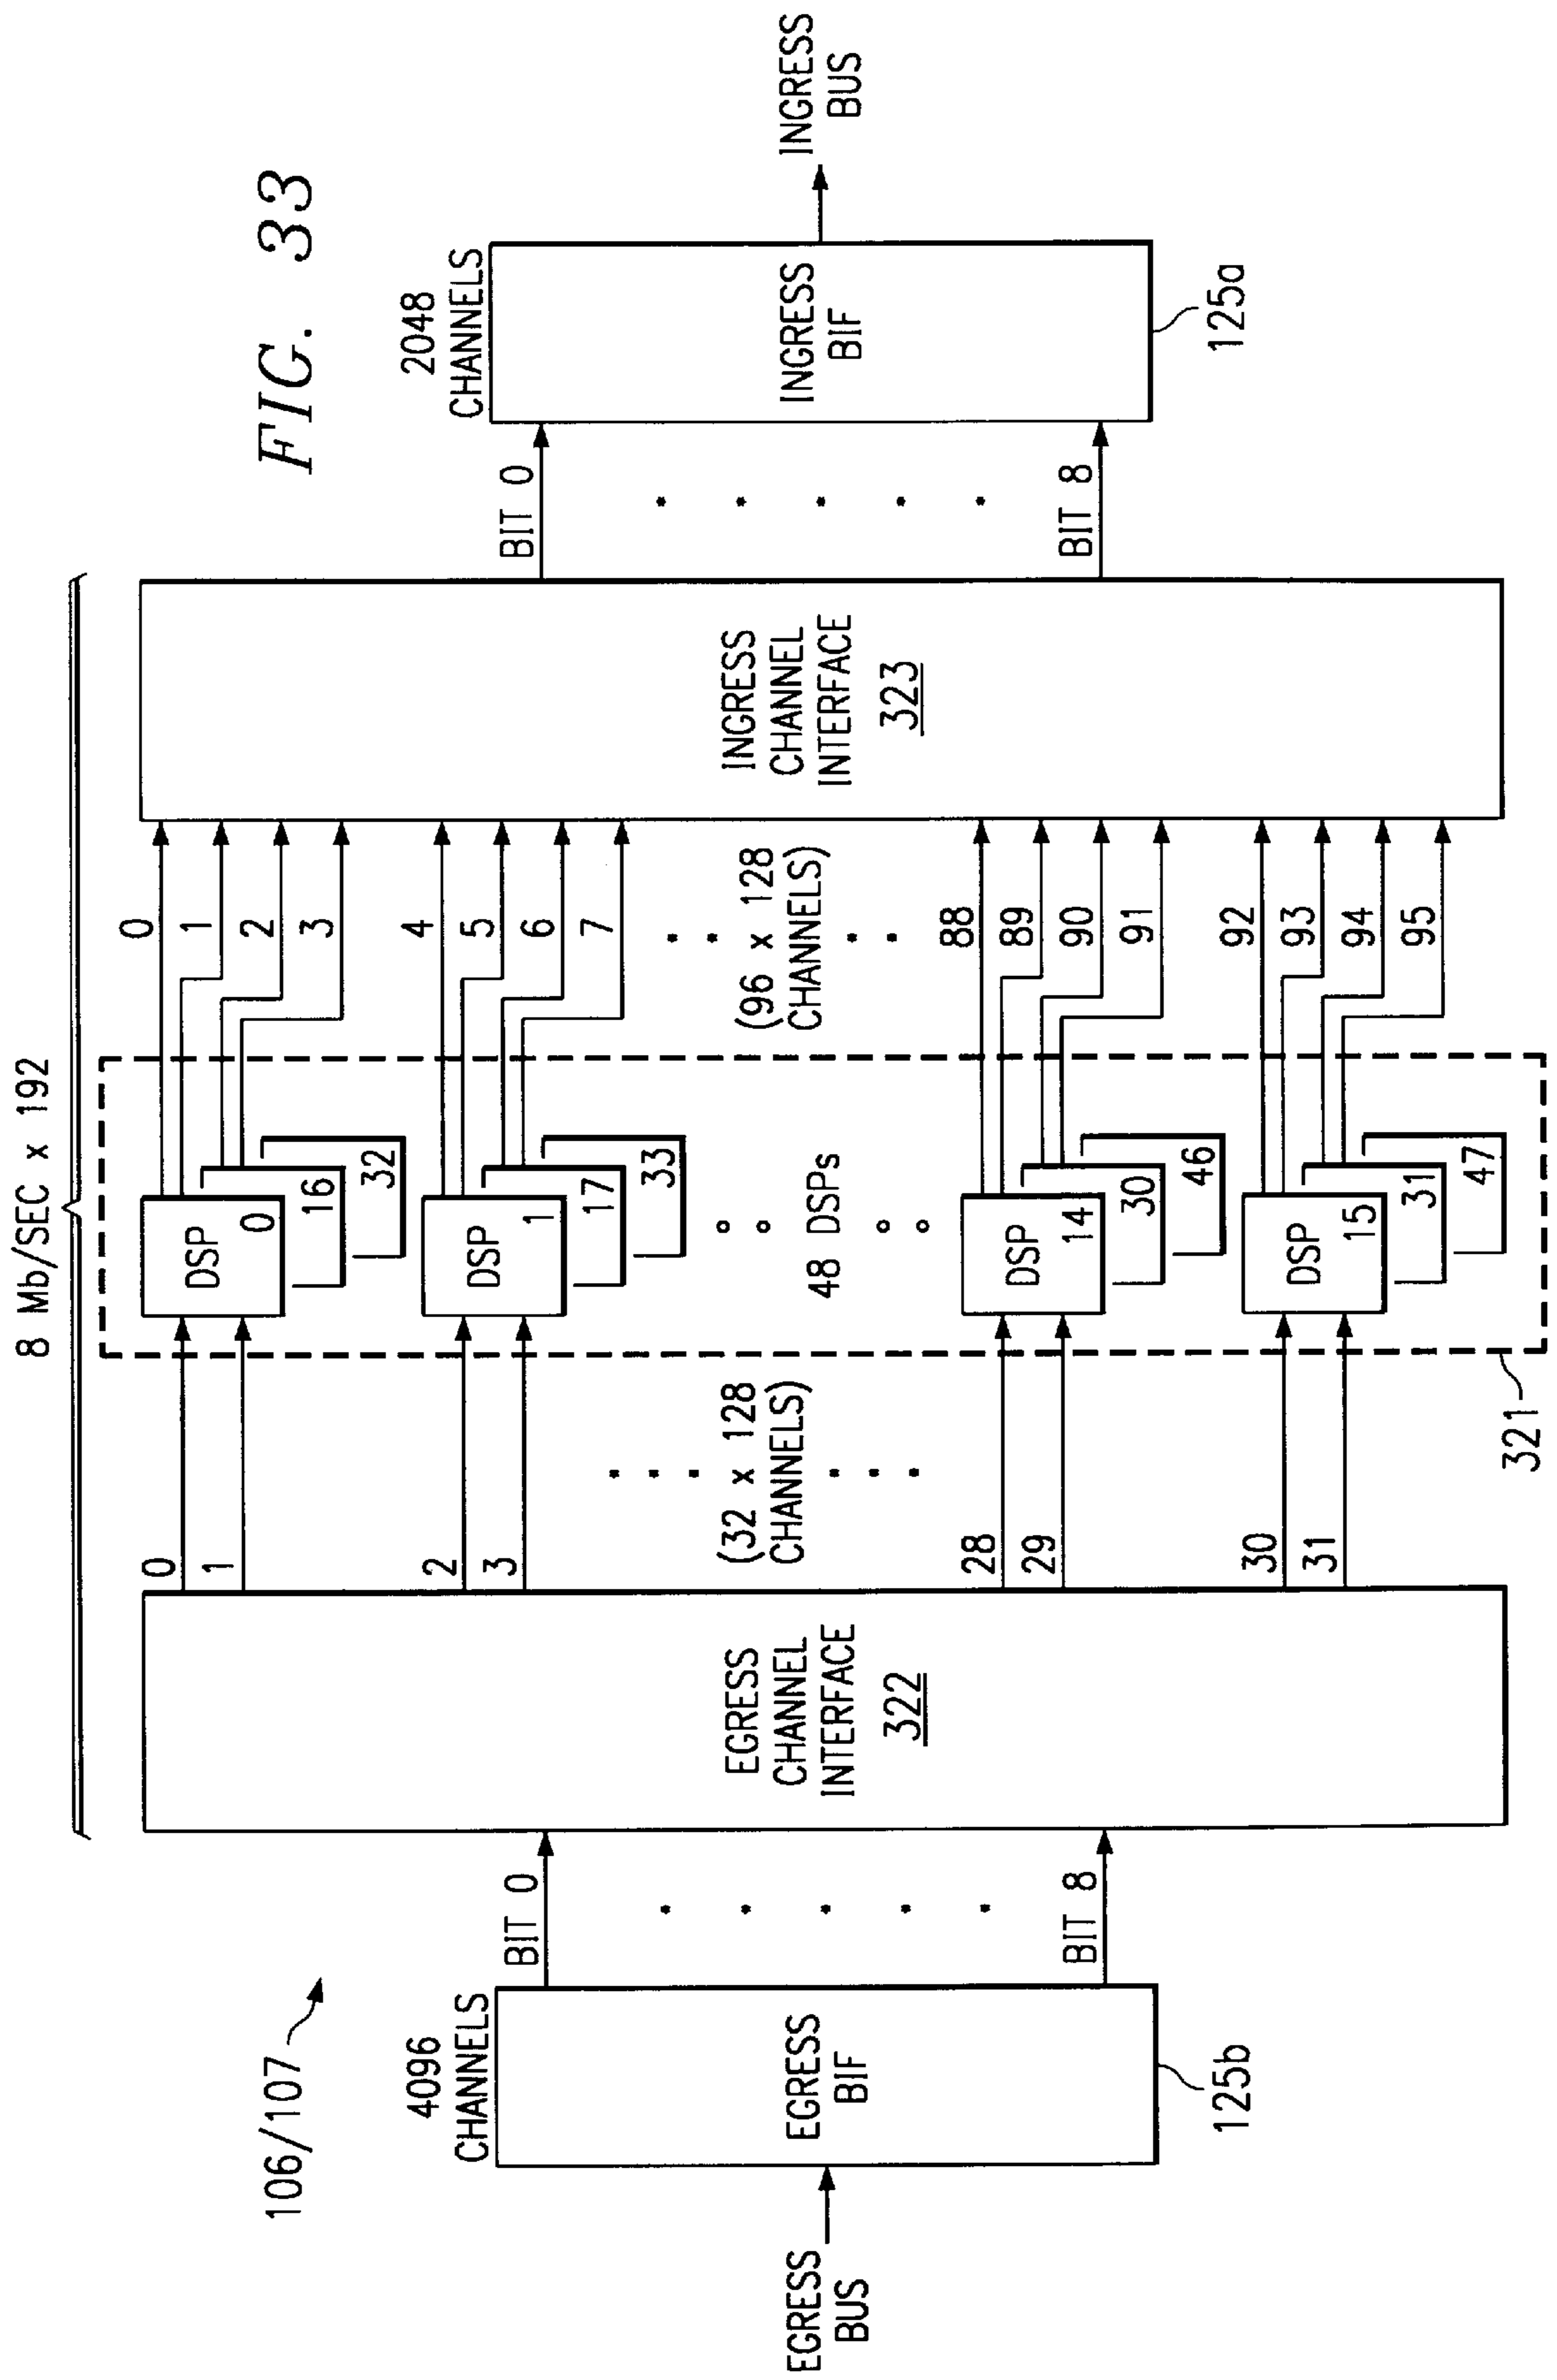 FIG. 33
106/107
8 Mb/SEC x 192
EGRESS
BUS
4096
CHANNELS
EGRESS
BIF
125b
BIT 0
BIT 8
EGRESS
CHANNEL
INTERFACE
322
0
1
2
3
(32 x 128
CHANNELS)
28
29
30
31
DSP
0
16
32
DSP
1
17
33
48 DSPs
DSP
14
30
46
DSP
15
31
47
321
0
1
2
3
4
5
6
7
(96 x 128
CHANNELS)
88
89
90
91
92
93
94
95
INGRESS
CHANNEL
INTERFACE
323
BIT 0
BIT 8
2048
CHANNELS
INGRESS
BIF
125a
INGRESS
BUS